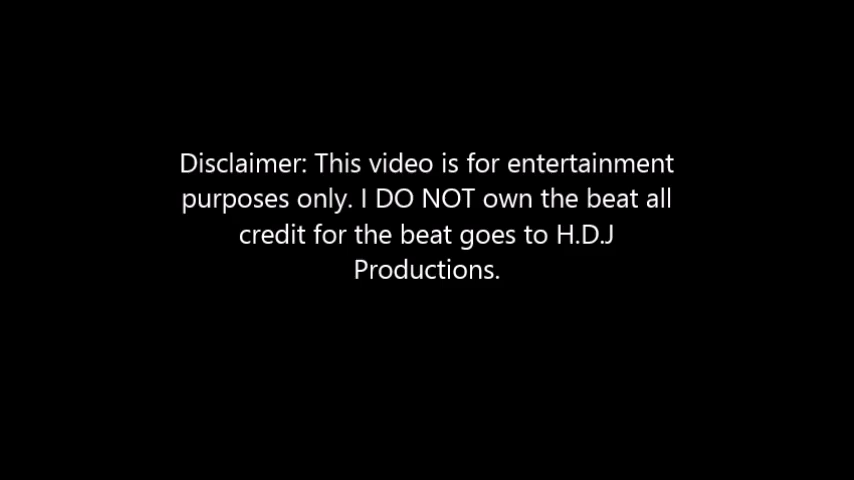 Disclaimer: This video is for entertainment
purposes only. I DO NOT own the beat all
credit for the beat goes to H.D.J
Productions.